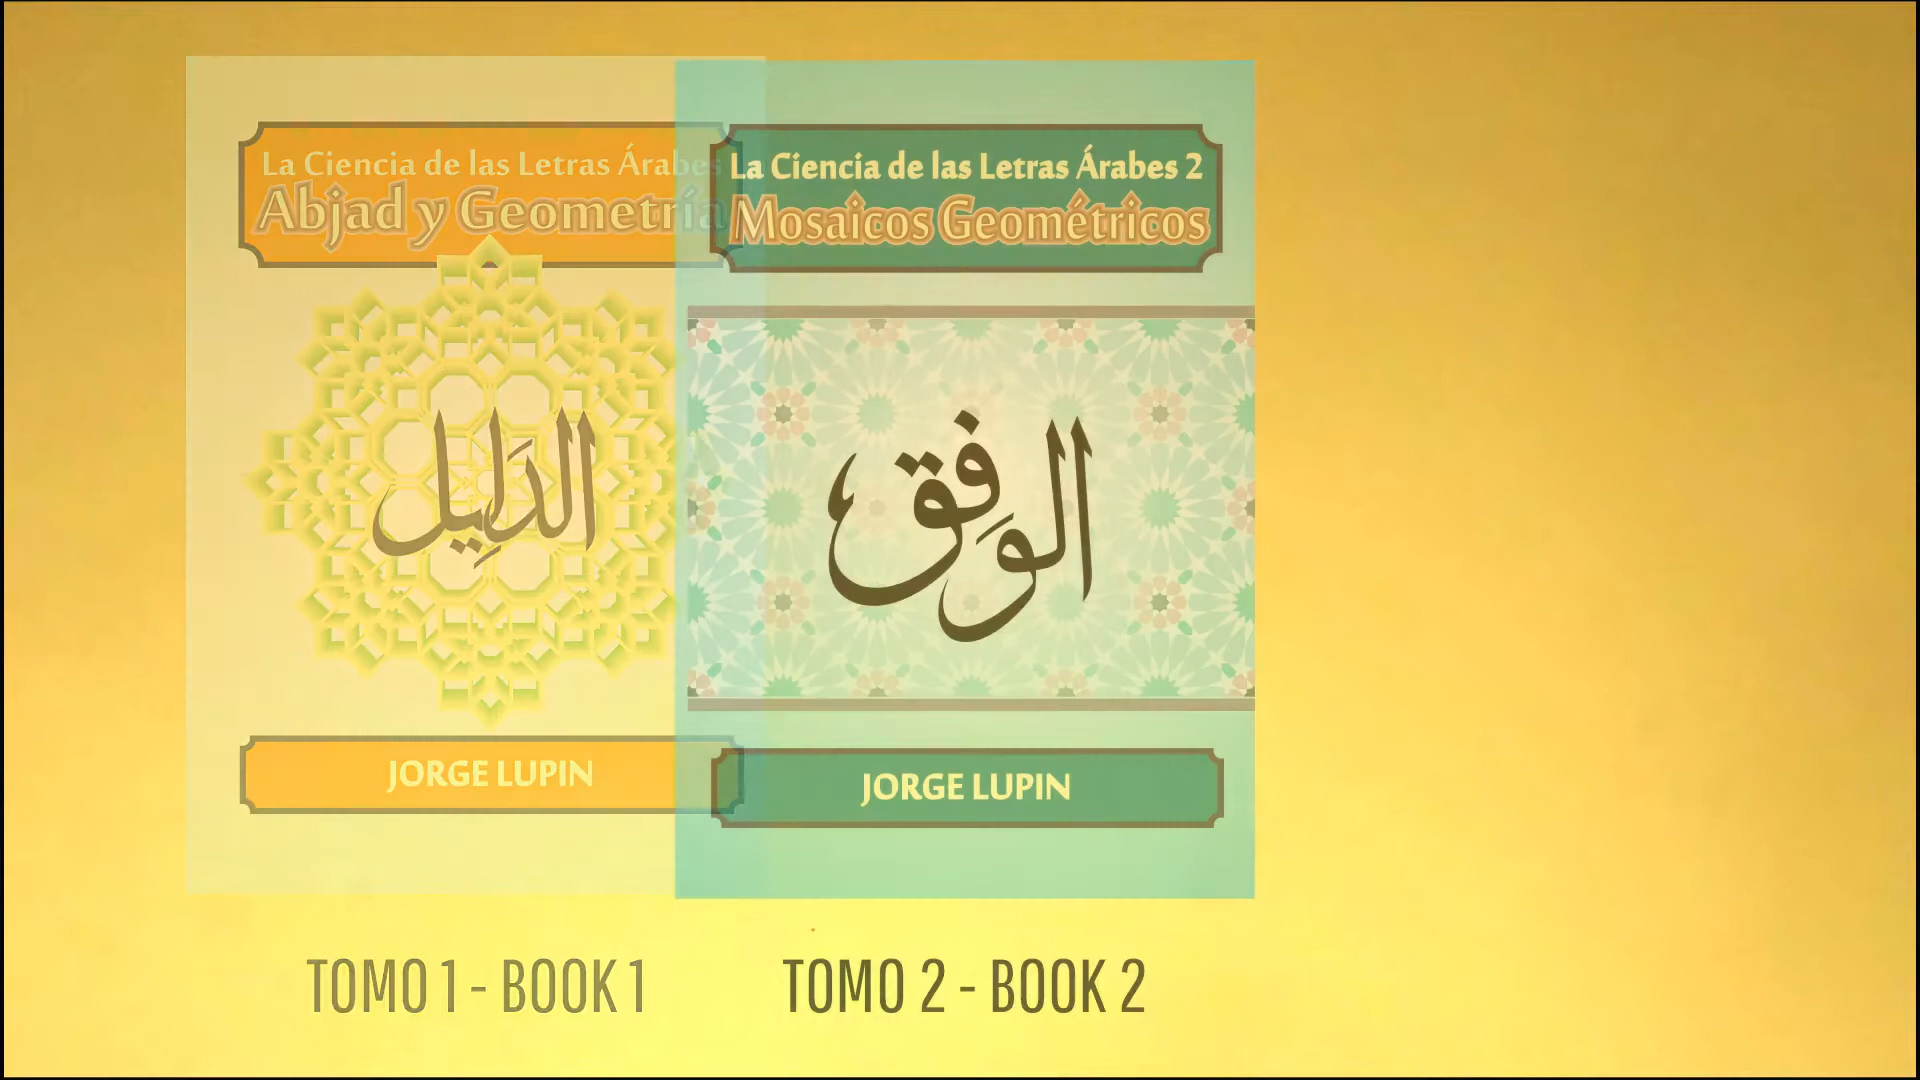 La Ciencia de las Letras Árabes
Abjad y Geometría
الدَلِيل
JORGE LUPIN
TOMO 1 - BOOK 1
La Ciencia de las Letras Árabes 2
Mosaicos Geométricos
الوِفق
JORGE LUPIN
TOMO 2 - BOOK 2